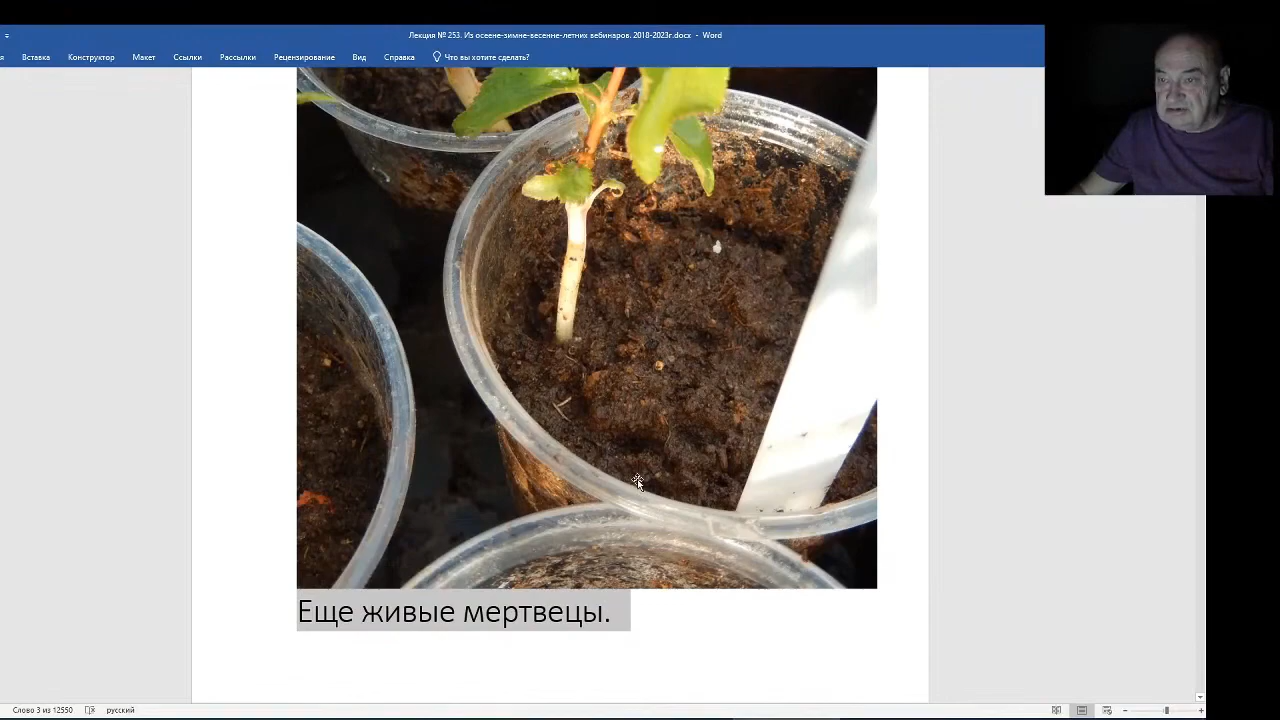 Лекция № 253. Из осеене-зимне-весенне-летних вебинаров. 2018-2023г.docx - Word
я Вставка Конструктор Макет Ссылки Рассылки Рецензирование Вид Справка Что вы хотите сделать?
Еще живые мертвецы.
Слово 3 из 12550 русский